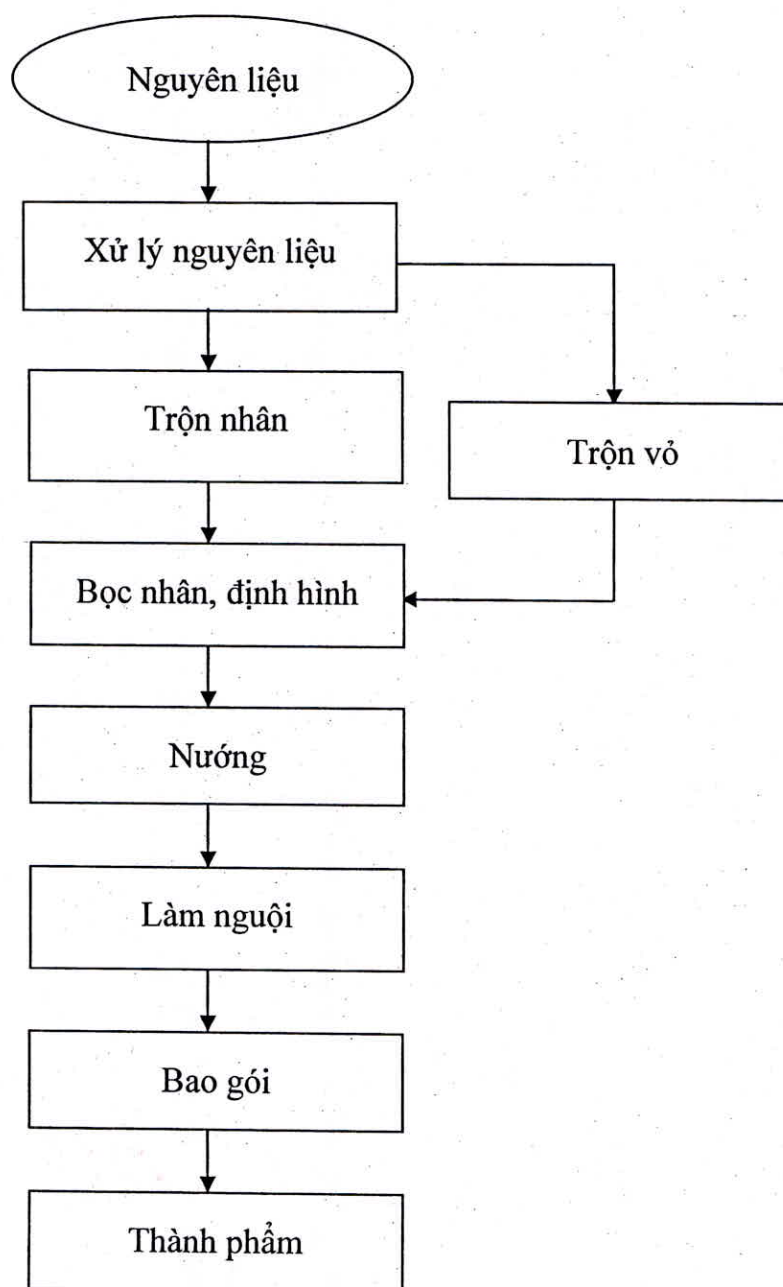 Nguyên liệu
Xử lý nguyên liệu
Trộn nhân
Trộn vỏ
Bọc nhân, định hình
Nướng
Làm nguội
Bao gói
Thành phẩm